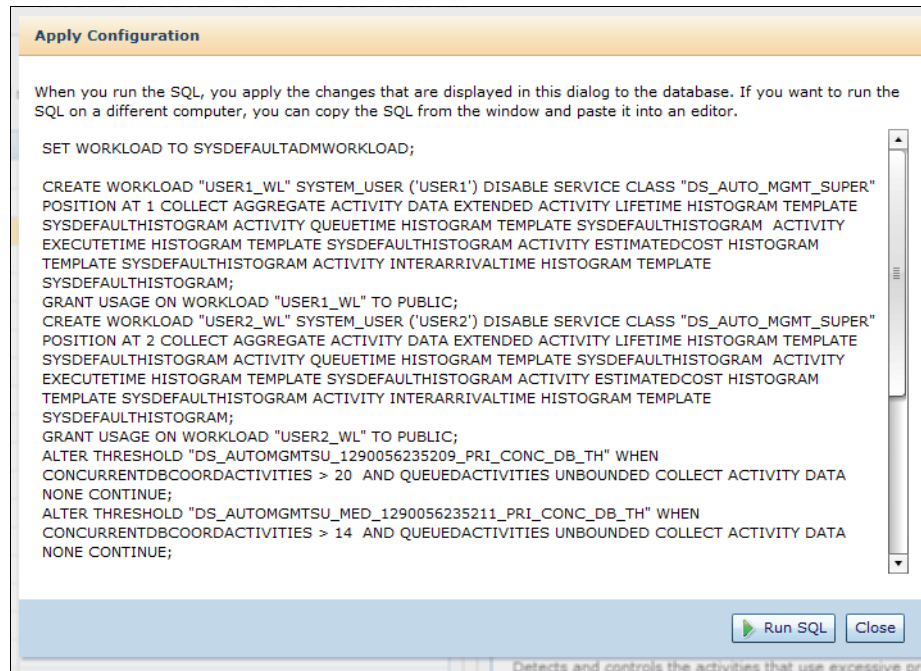 Apply Configuration
When you run the SQL, you apply the changes that are displayed in this dialog to the database. If you want to run the
SQL on a different computer, you can copy the SQL from the window and paste it into an editor.
SET WORKLOAD TO SYSDEFAULTADMWORKLOAD;
CREATE WORKLOAD "USER1_WL" SYSTEM_USER ('USER1') DISABLE SERVICE CLASS "DS_AUTO_MGMT_SUPER"
POSITION AT 1 COLLECT AGGREGATE ACTIVITY DATA EXTENDED ACTIVITY LIFETIME HISTOGRAM TEMPLATE
SYSDEFAULTHISTOGRAM ACTIVITY QUEUETIME HISTOGRAM TEMPLATE SYSDEFAULTHISTOGRAM  ACTIVITY
EXECUTETIME HISTOGRAM TEMPLATE SYSDEFAULTHISTOGRAM ACTIVITY ESTIMATEDCOST HISTOGRAM
TEMPLATE SYSDEFAULTHISTOGRAM ACTIVITY INTERARRIVALTIME HISTOGRAM TEMPLATE
SYSDEFAULTHISTOGRAM;
GRANT USAGE ON WORKLOAD "USER1_WL" TO PUBLIC;
CREATE WORKLOAD "USER2_WL" SYSTEM_USER ('USER2') DISABLE SERVICE CLASS "DS_AUTO_MGMT_SUPER"
POSITION AT 2 COLLECT AGGREGATE ACTIVITY DATA EXTENDED ACTIVITY LIFETIME HISTOGRAM TEMPLATE
SYSDEFAULTHISTOGRAM ACTIVITY QUEUETIME HISTOGRAM TEMPLATE SYSDEFAULTHISTOGRAM  ACTIVITY
EXECUTETIME HISTOGRAM TEMPLATE SYSDEFAULTHISTOGRAM ACTIVITY ESTIMATEDCOST HISTOGRAM
TEMPLATE SYSDEFAULTHISTOGRAM ACTIVITY INTERARRIVALTIME HISTOGRAM TEMPLATE
SYSDEFAULTHISTOGRAM;
GRANT USAGE ON WORKLOAD "USER2_WL" TO PUBLIC;
ALTER THRESHOLD "DS_AUTOMGMTSU_1290056235209_PRI_CONC_DB_TH" WHEN
CONCURRENTDBCOORDACTIVITIES > 20  AND QUEUEDACTIVITIES UNBOUNDED COLLECT ACTIVITY DATA
NONE CONTINUE;
ALTER THRESHOLD "DS_AUTOMGMTSU_MED_1290056235211_PRI_CONC_DB_TH" WHEN
CONCURRENTDBCOORDACTIVITIES > 14  AND QUEUEDACTIVITIES UNBOUNDED COLLECT ACTIVITY DATA
NONE CONTINUE;
Run SQL
Close
Detects and controls the activities that use excessive